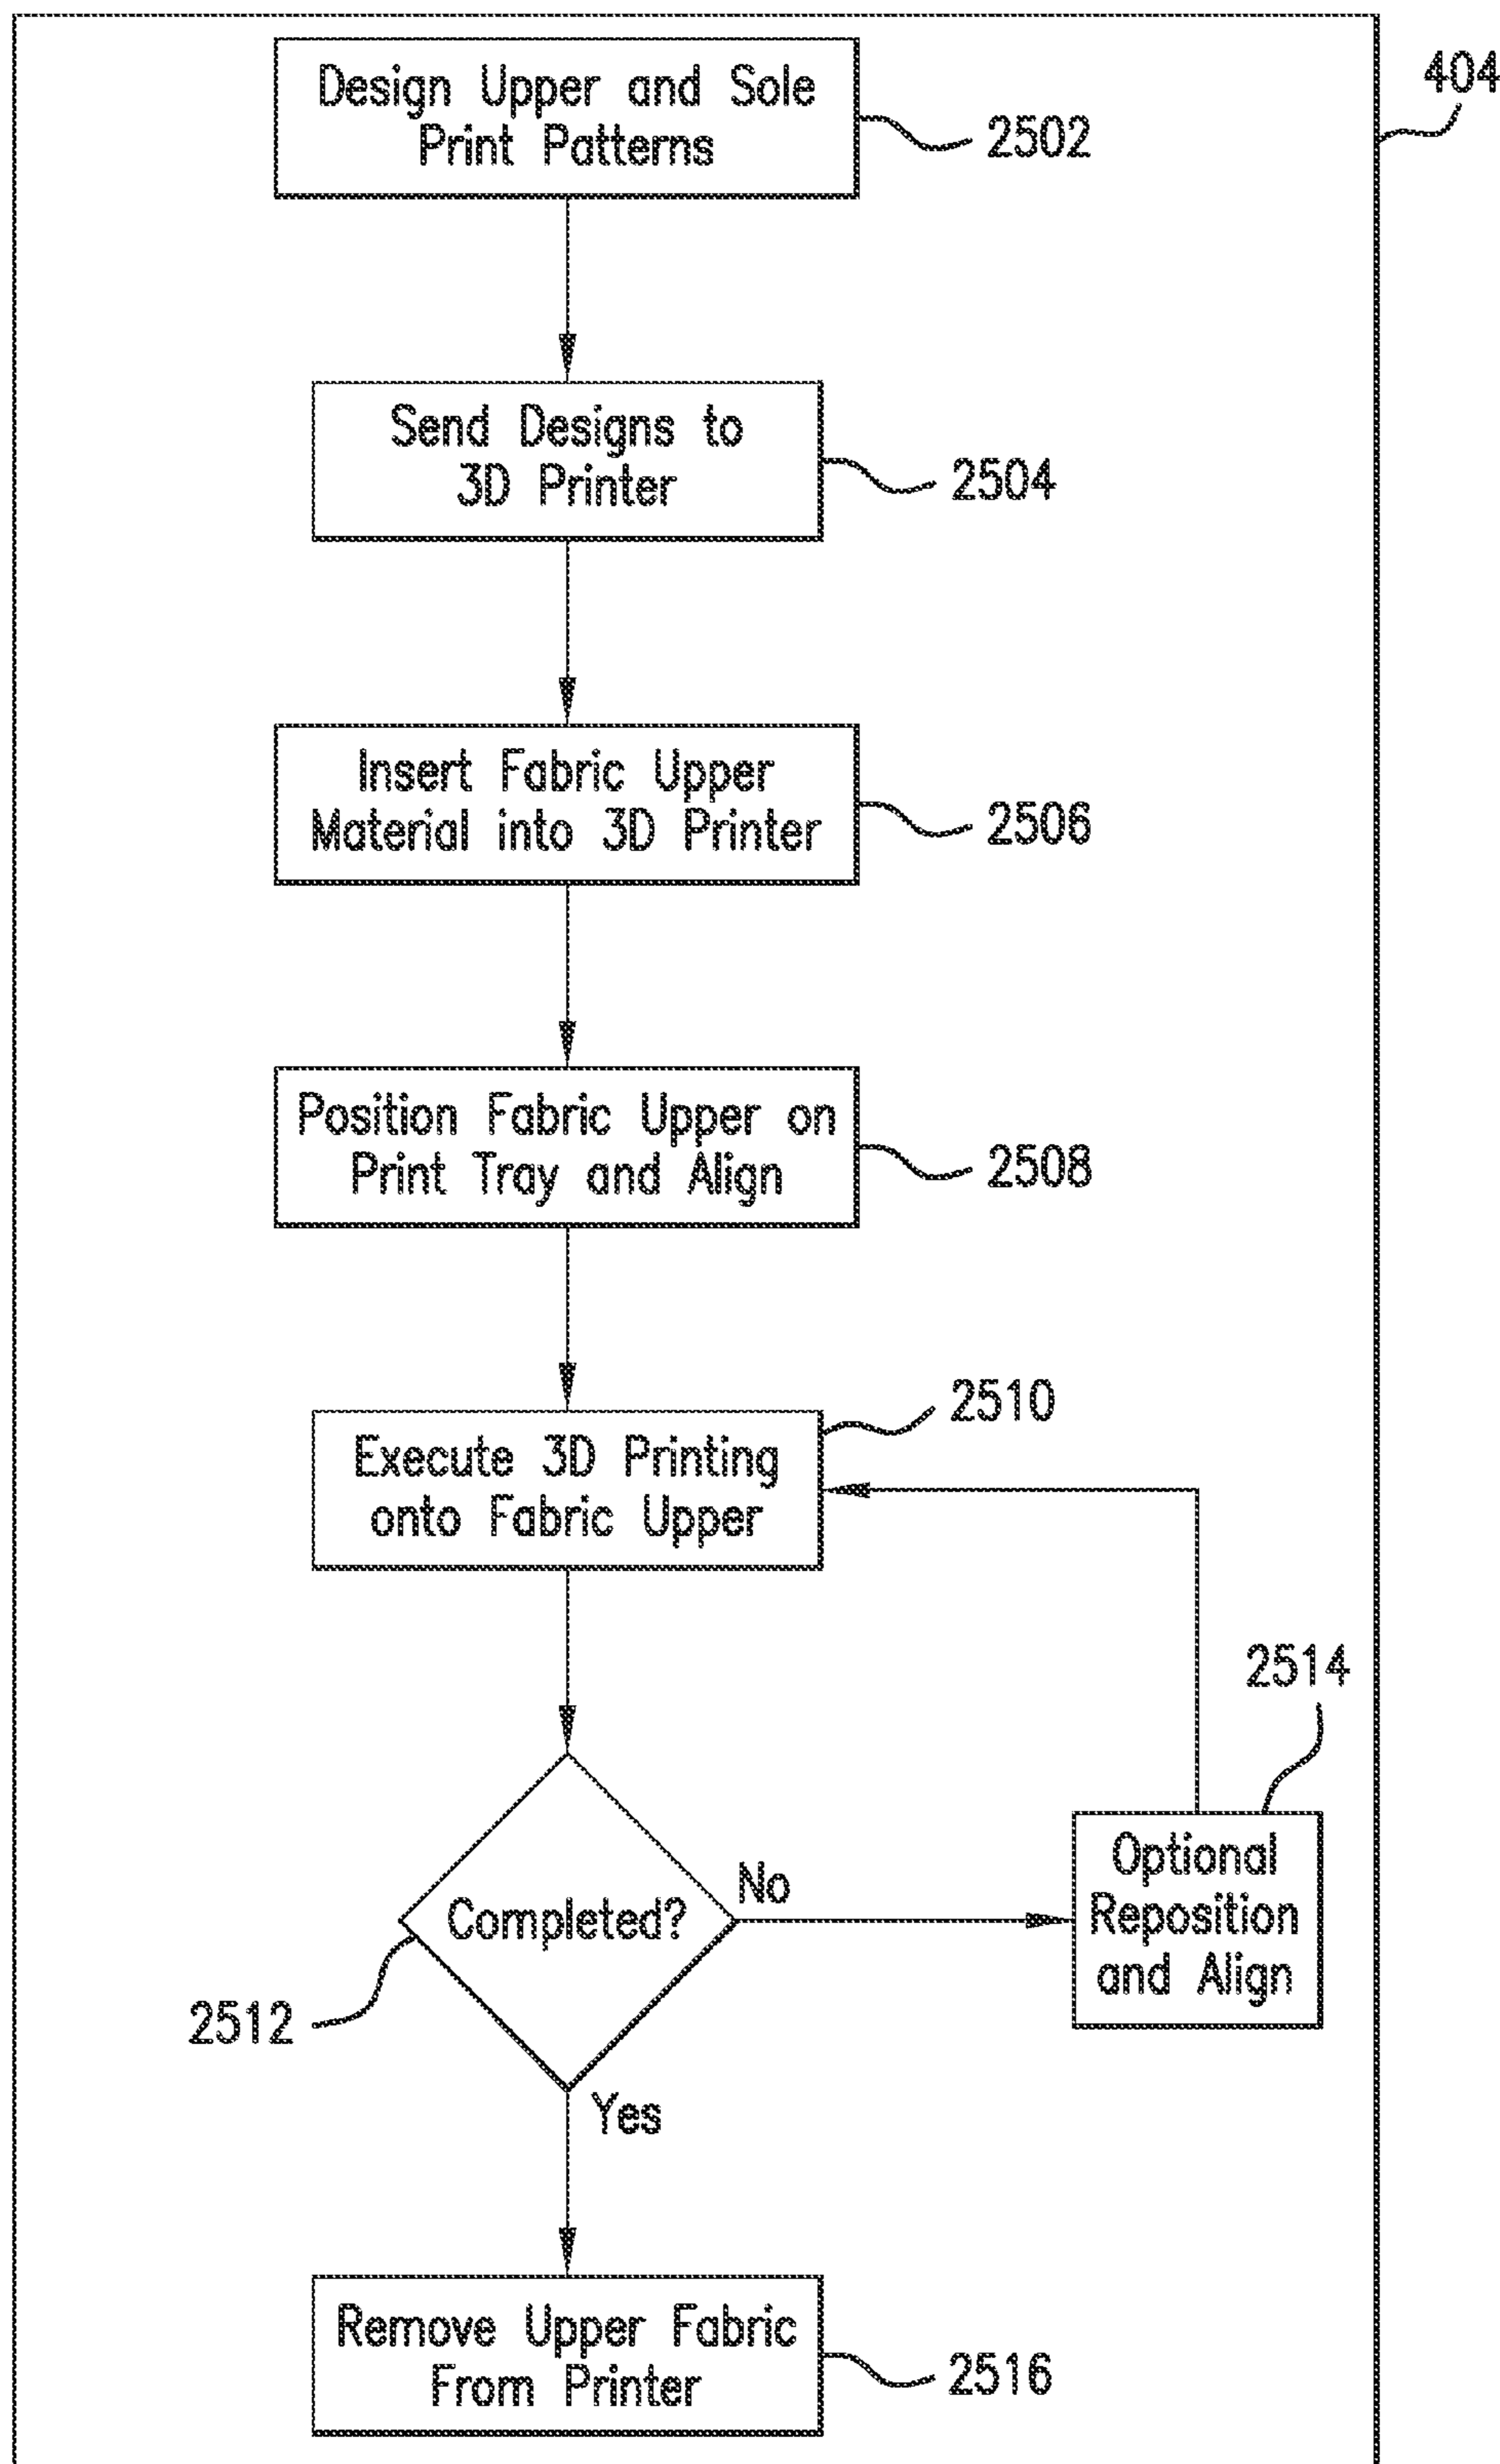 404
Design Upper and Sole
Print Patterns
2502
Send Designs to
3D Printer
2504
Insert Fabric Upper
Material into 3D Printer
2506
Position Fabric Upper on
Print Tray and Align
2508
2510
Execute 3D Printing
onto Fabric Upper
2514
Optional
Reposition
and Align
No
Completed?
2512
Yes
Remove Upper Fabric
From Printer
2516